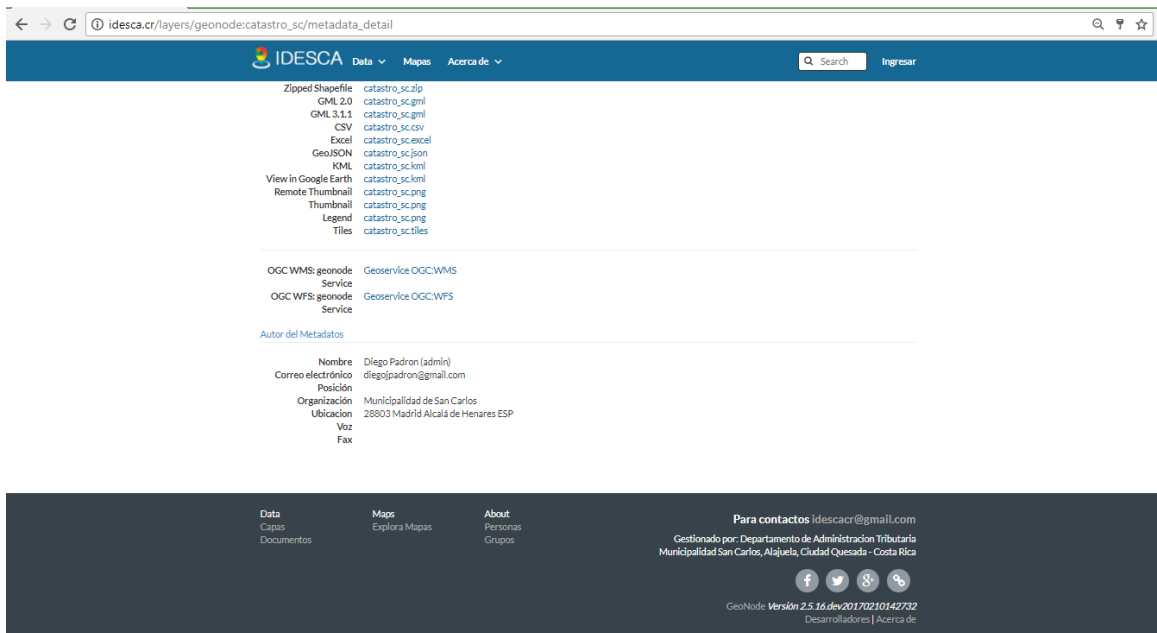 idesca.cr/layers/geonode:catastro_sc/metadata_detail
IDESCA Data Mapas Acerca de Search Ingresar
Zipped Shapefile catastro_sc.zip
GML 2.0 catastro_sc.gml
GML 3.1.1 catastro_sc.gml
CSV catastro_sc.csv
Excel catastro_sc.excel
GeoJSON catastro_sc.json
KML catastro_sc.kml
View in Google Earth catastro_sc.kml
Remote Thumbnail catastro_sc.png
Thumbnail catastro_sc.png
Legend catastro_sc.png
Tiles catastro_sc.tiles
OGC WMS: geonode Geoservice OGC:WMS
Service
OGC WFS: geonode Geoservice OGC:WFS
Service
Autor del Metadatos
Nombre Diego Padron (admin)
Correo electrónico diegojpadron@gmail.com
Posición
Organización Municipalidad de San Carlos
Ubicacion 28803 Madrid Alcalá de Henares ESP
Voz
Fax
Data
Capas
Documentos
Maps
Explora Mapas
About
Personas
Grupos
Para contactos idescacr@gmail.com
Gestionado por: Departamento de Administracion Tributaria
Municipalidad San Carlos, Alajuela, Ciudad Quesada - Costa Rica
GeoNode Versión 2.5.16.dev20170210142732
Desarrolladores | Acerca de